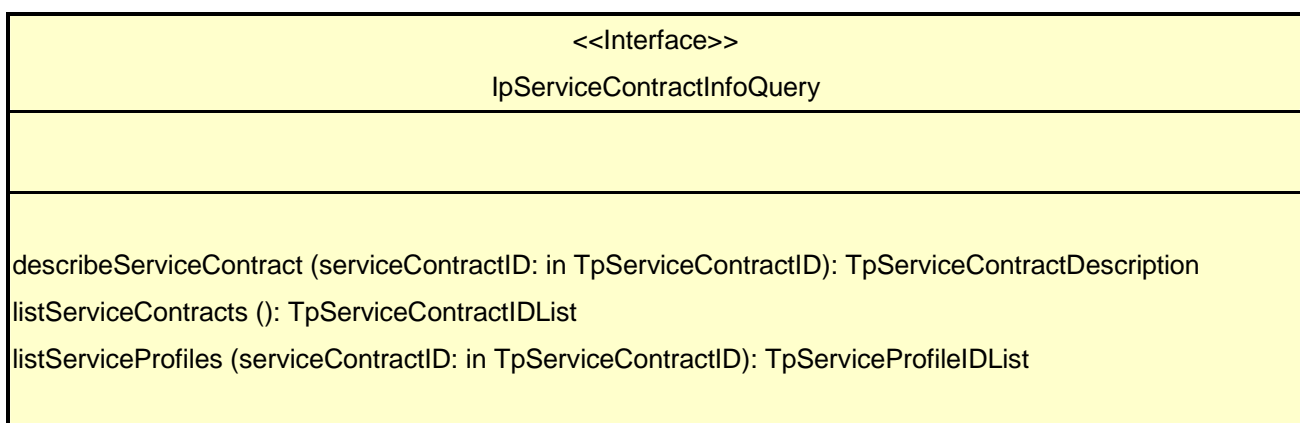 <<Interface>>
IpServiceContractInfoQuery
describeServiceContract (serviceContractID: in TpServiceContractID): TpServiceContractDescription
listServiceContracts (): TpServiceContractIDList
listServiceProfiles (serviceContractID: in TpServiceContractID): TpServiceProfileIDList